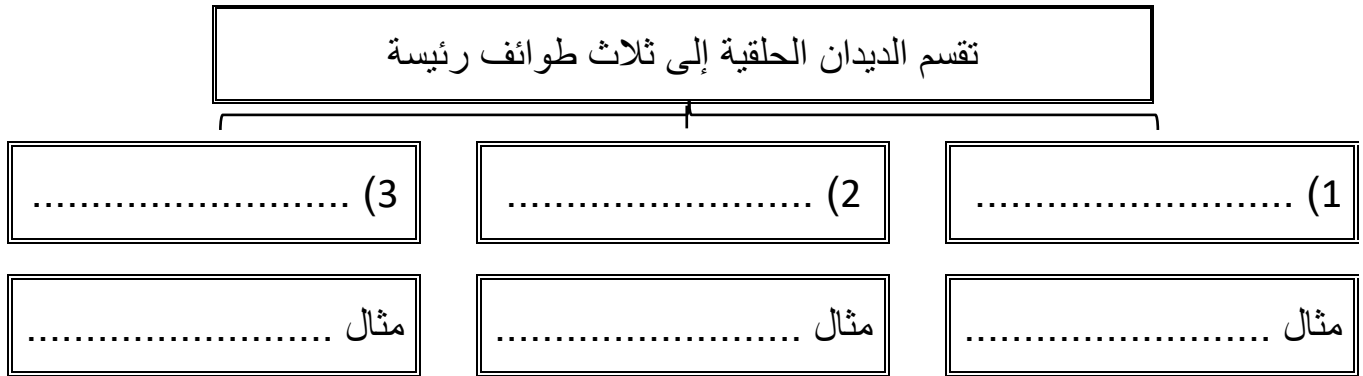 تقسم الديدان الحلقية إلى ثلاث طوائف رئيسة
1) ...........................
2) ..........................
3) ...........................
مثال ..........................
مثال ..........................
مثال ..........................